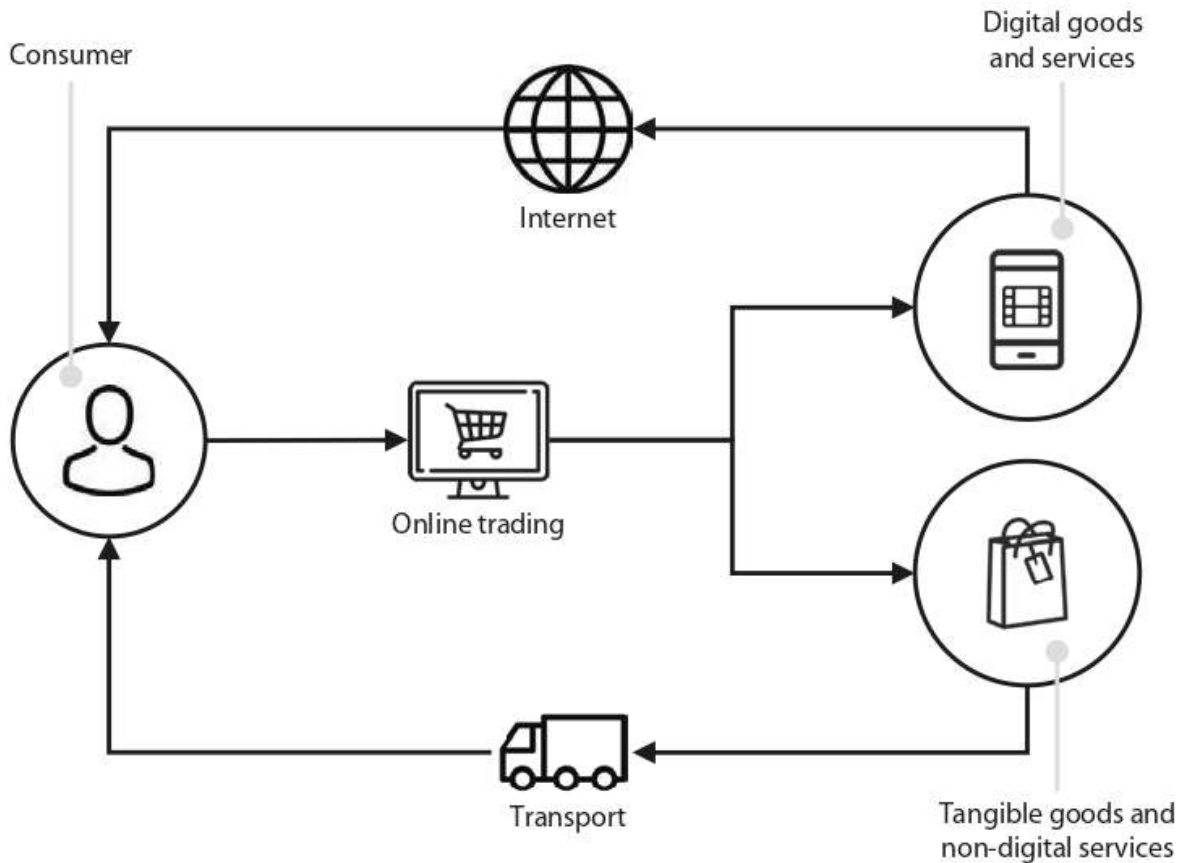 Consumer
Digital goods
and services
Internet
Online trading
Transport
Tangible goods and
non-digital services